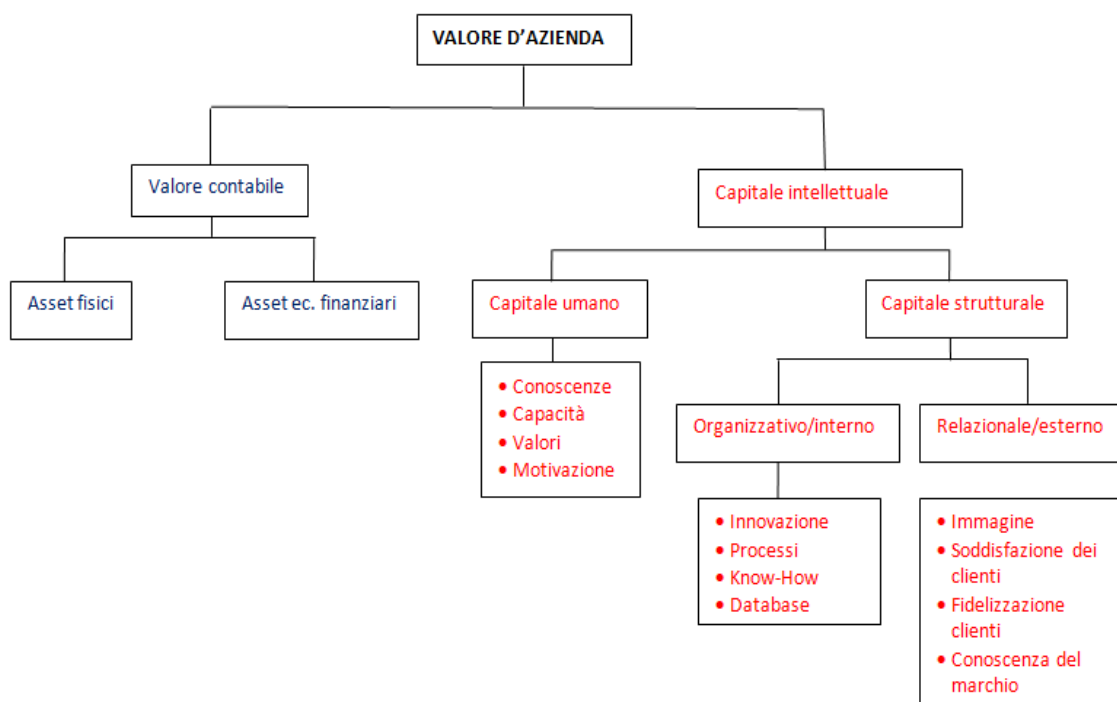 VALORE D'AZIENDA
Valore contabile
Capitale intellettuale
Asset fisici
Asset ec. finanziari
Capitale umano
Capitale strutturale
• Conoscenze
• Capacità
• Valori
• Motivazione
Organizzativo/interno
Relazionale/esterno
• Innovazione
• Processi
• Know-How
• Database
• Immagine
• Soddisfazione dei
clienti
• Fidelizzazione
clienti
• Conoscenza del
marchio